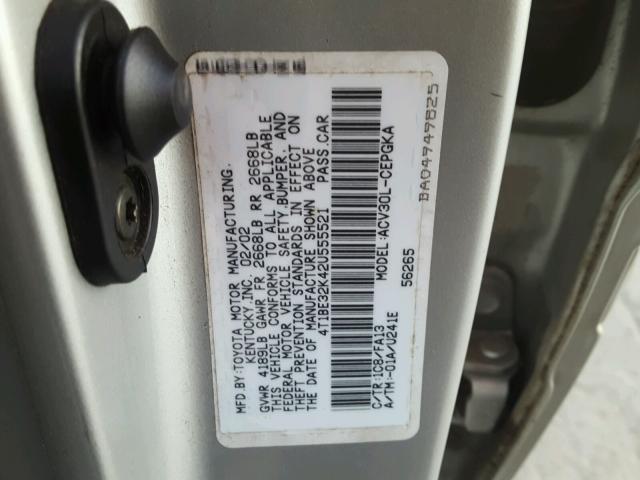 MFD.BY:TOYOTA MOTOR MANUFACTURING.
KENTUCKY,INC. 02/02
GVWR 4189LB GAWR FR 2668LB RR 2668LB
THIS VEHICLE CONFORMS TO ALL APPLICABLE
FEDERAL MOTOR VEHICLE SAFETY,BUMPER, AND
THEFT PREVENTION STANDARDS IN EFFECT ON
THE DATE OF MANUFACTURE SHOWN ABOVE
4T1BE32K42U555521 PASS.CAR
MODEL:ACV30L-CEPGKA
C/TR:1C8/FA13 56265
A/TM:-01A/U241E
BA04747825